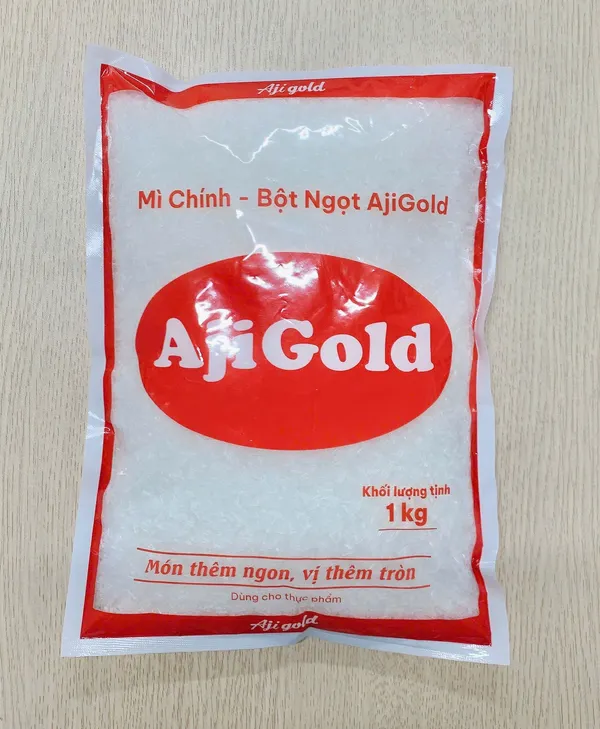 Aji gold
Mì Chính - Bột Ngọt AjiGold
AjiGold
Khối lượng tịnh
1 kg
Món thêm ngon, vị thêm tròn
Dùng cho thực phẩm
Aji gold